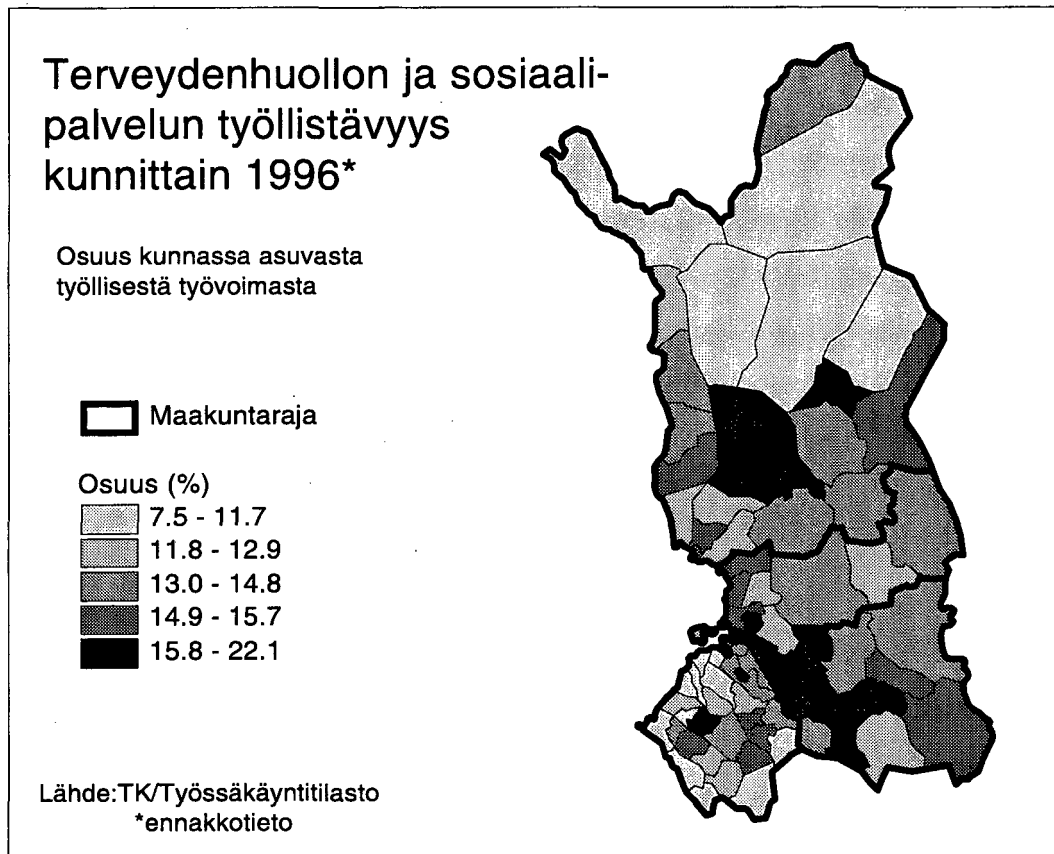 Terveydenhuollon ja sosiaali-
palvelun työllistävyys
kunnittain 1996*
Osuus kunnassa asuvasta
työllisestä työvoimasta
Maakuntaraja
Osuus (%)
7.5 - 11.7
11.8 - 12.9
13.0 - 14.8
14.9 - 15.7
15.8 - 22.1
Lähde:TK/Työssäkäyntitilasto
*ennakkotieto